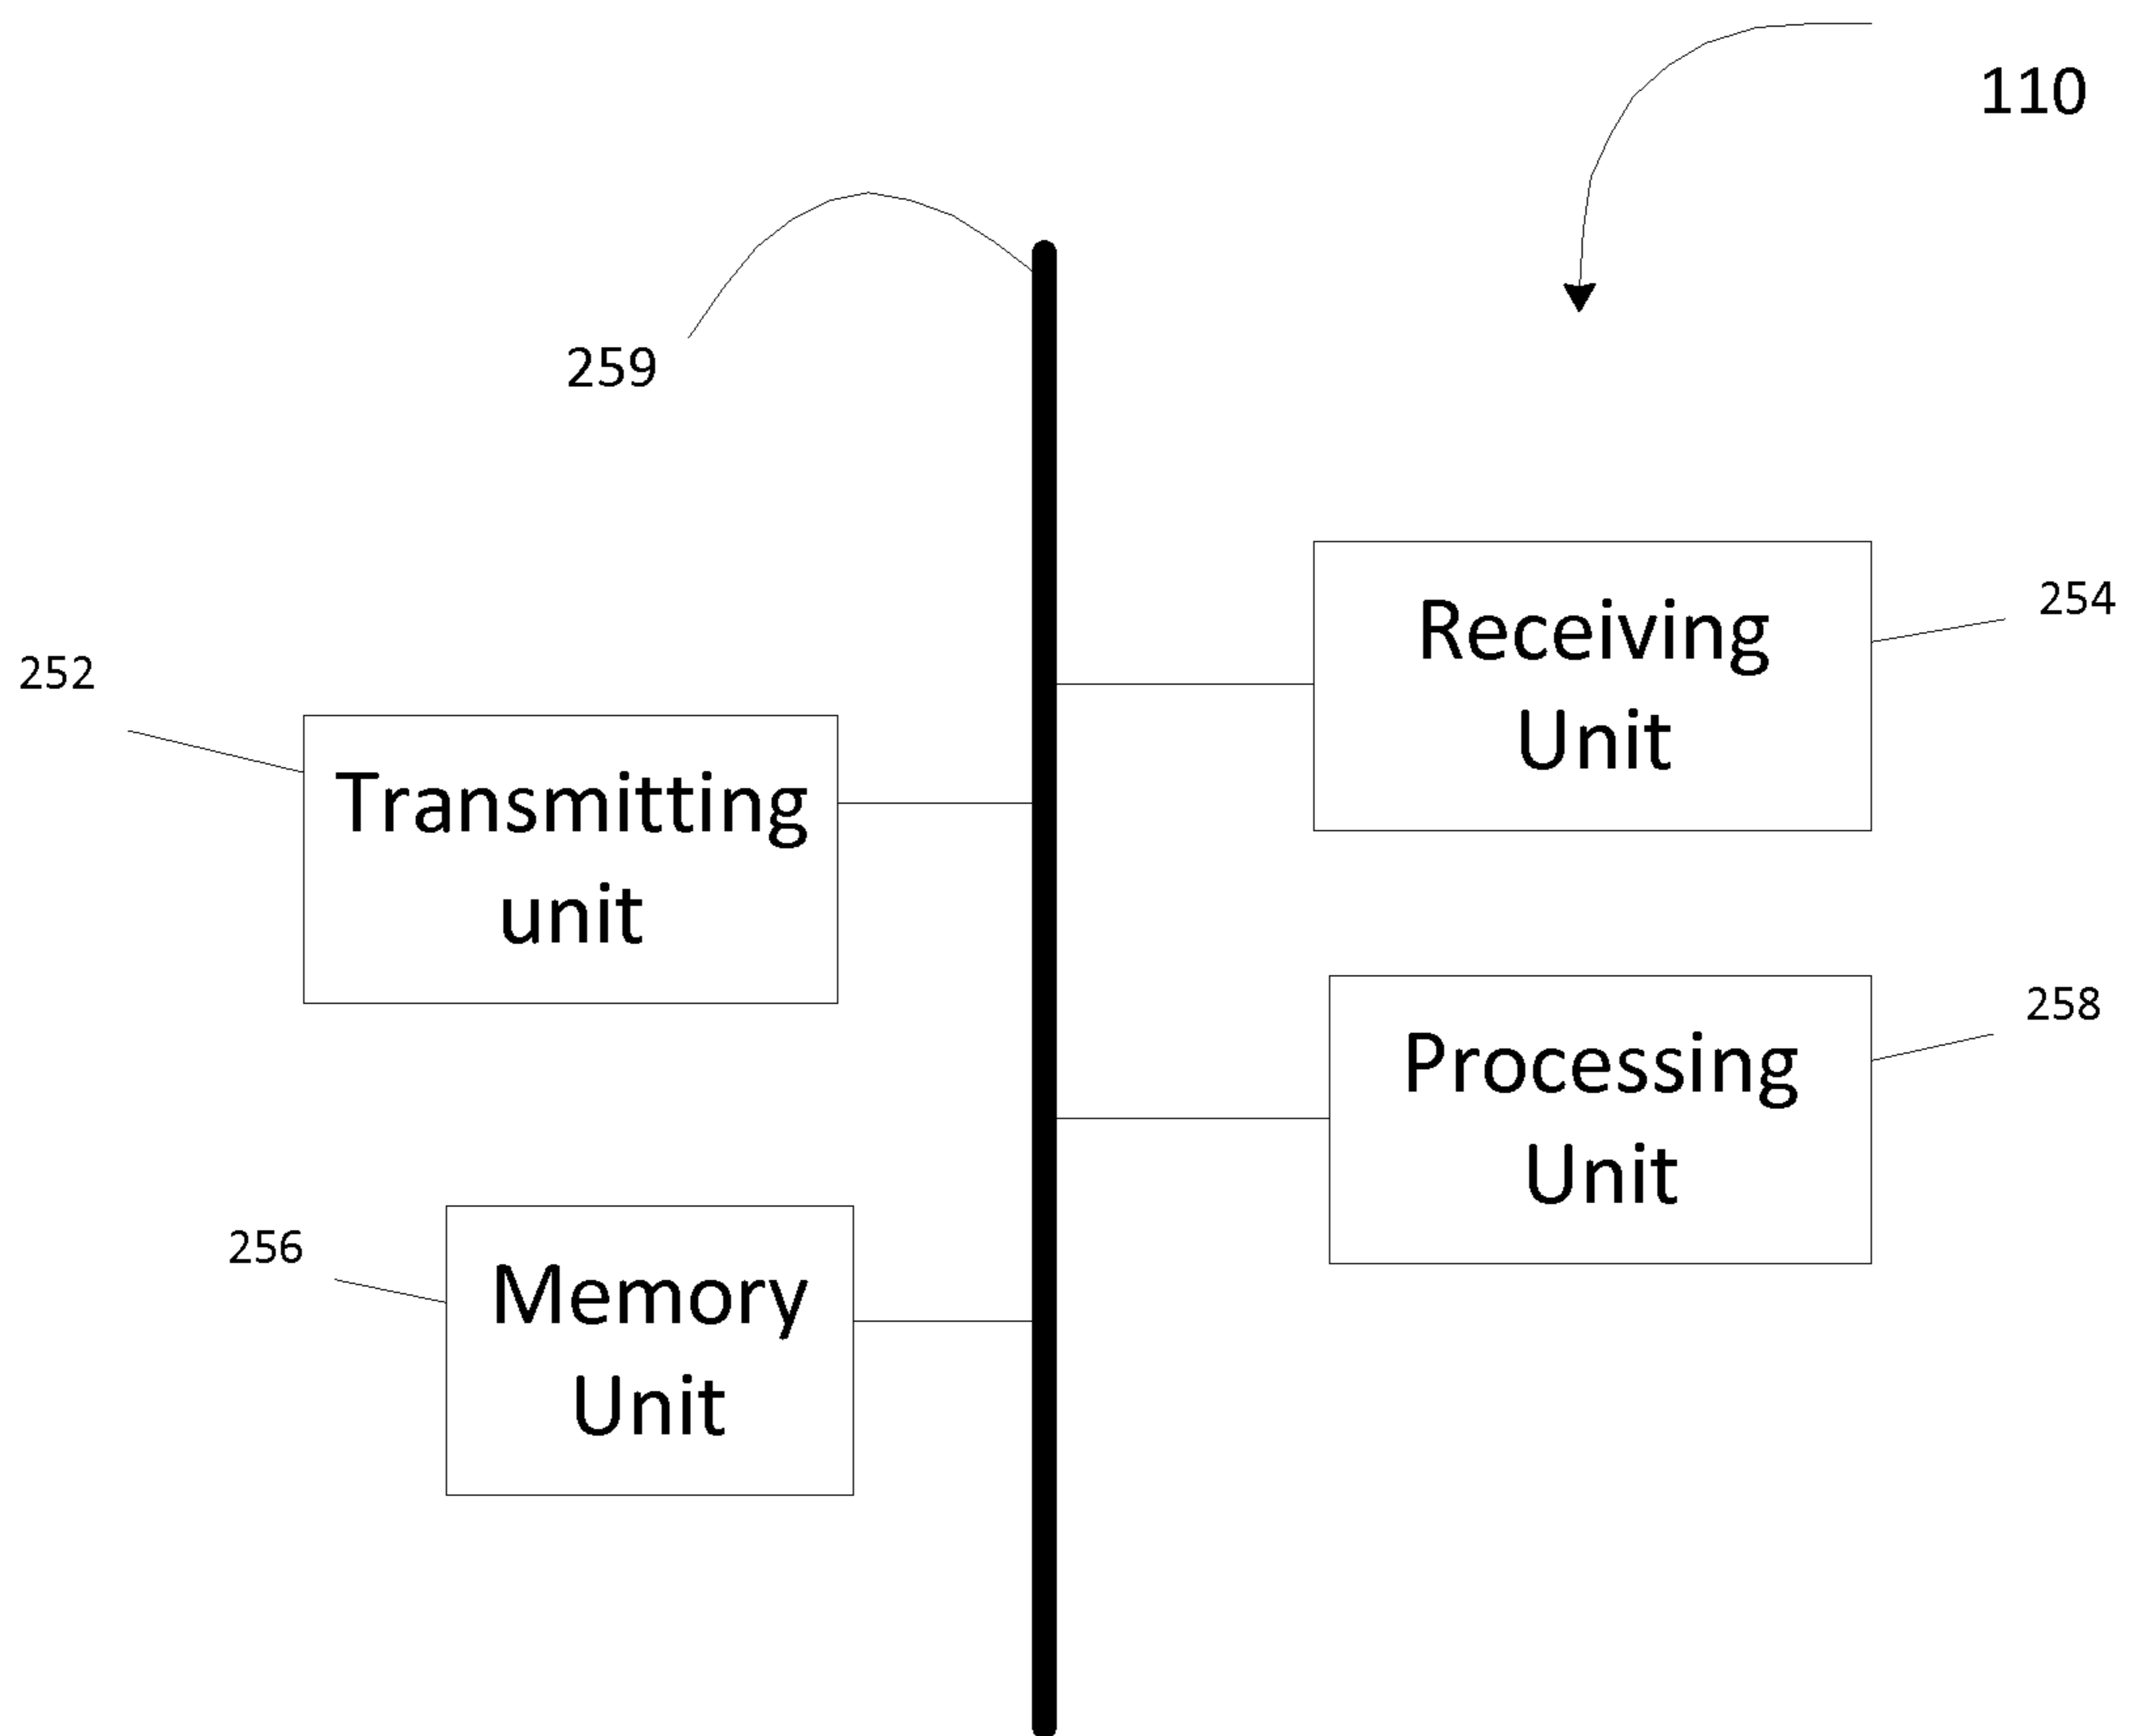 110
259
254
Receiving
Unit
252
Transmitting
unit
258
Processing
Unit
256
Memory
Unit